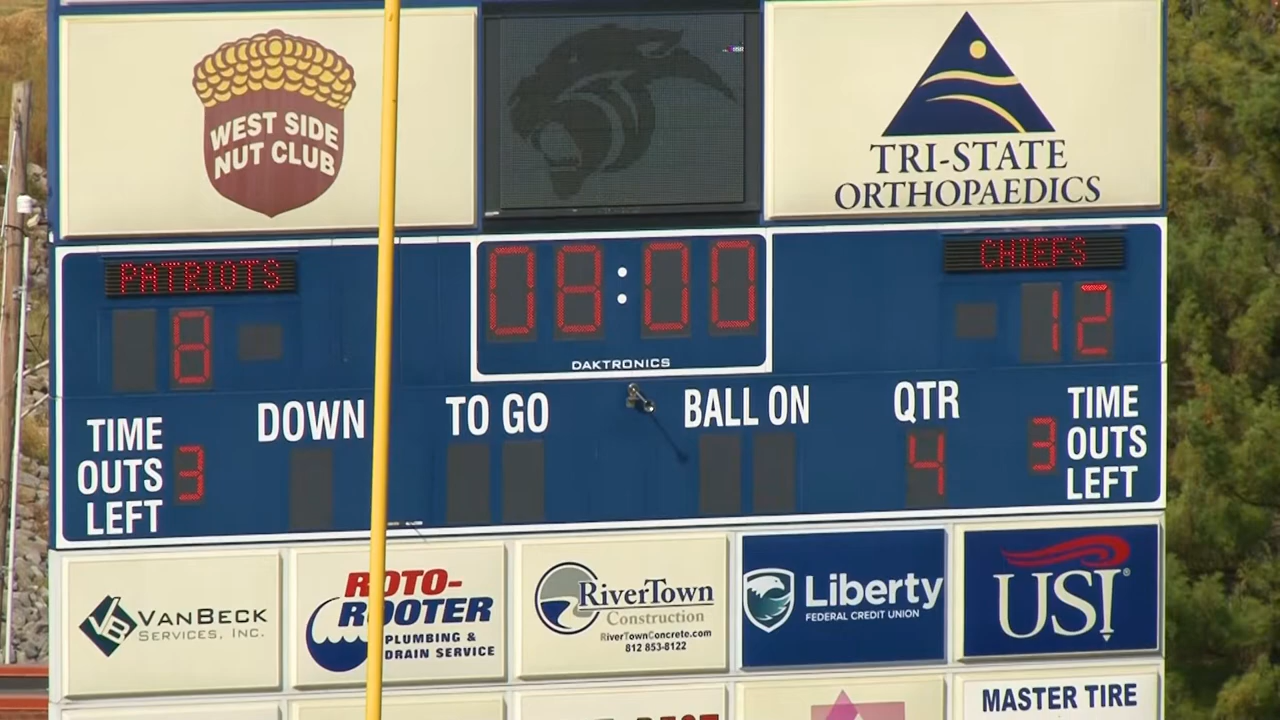 WEST SIDE
NUT CLUB
TRI-STATE
ORTHOPAEDICS
PATRIOTS
08:00
CHIEFS
8
12
DAKTRONICS
TIME
OUTS
LEFT
3
DOWN
TO GO
BALL ON
QTR
4
3
TIME
OUTS
LEFT
VB
VANBECK
SERVICES, INC.
ROTO-
ROOTER
PLUMBING &
DRAIN SERVICE
RiverTown
Construction
RiverTownConcrete.com
812 853-8122
Liberty
FEDERAL CREDIT UNION
USI®
MASTER TIRE